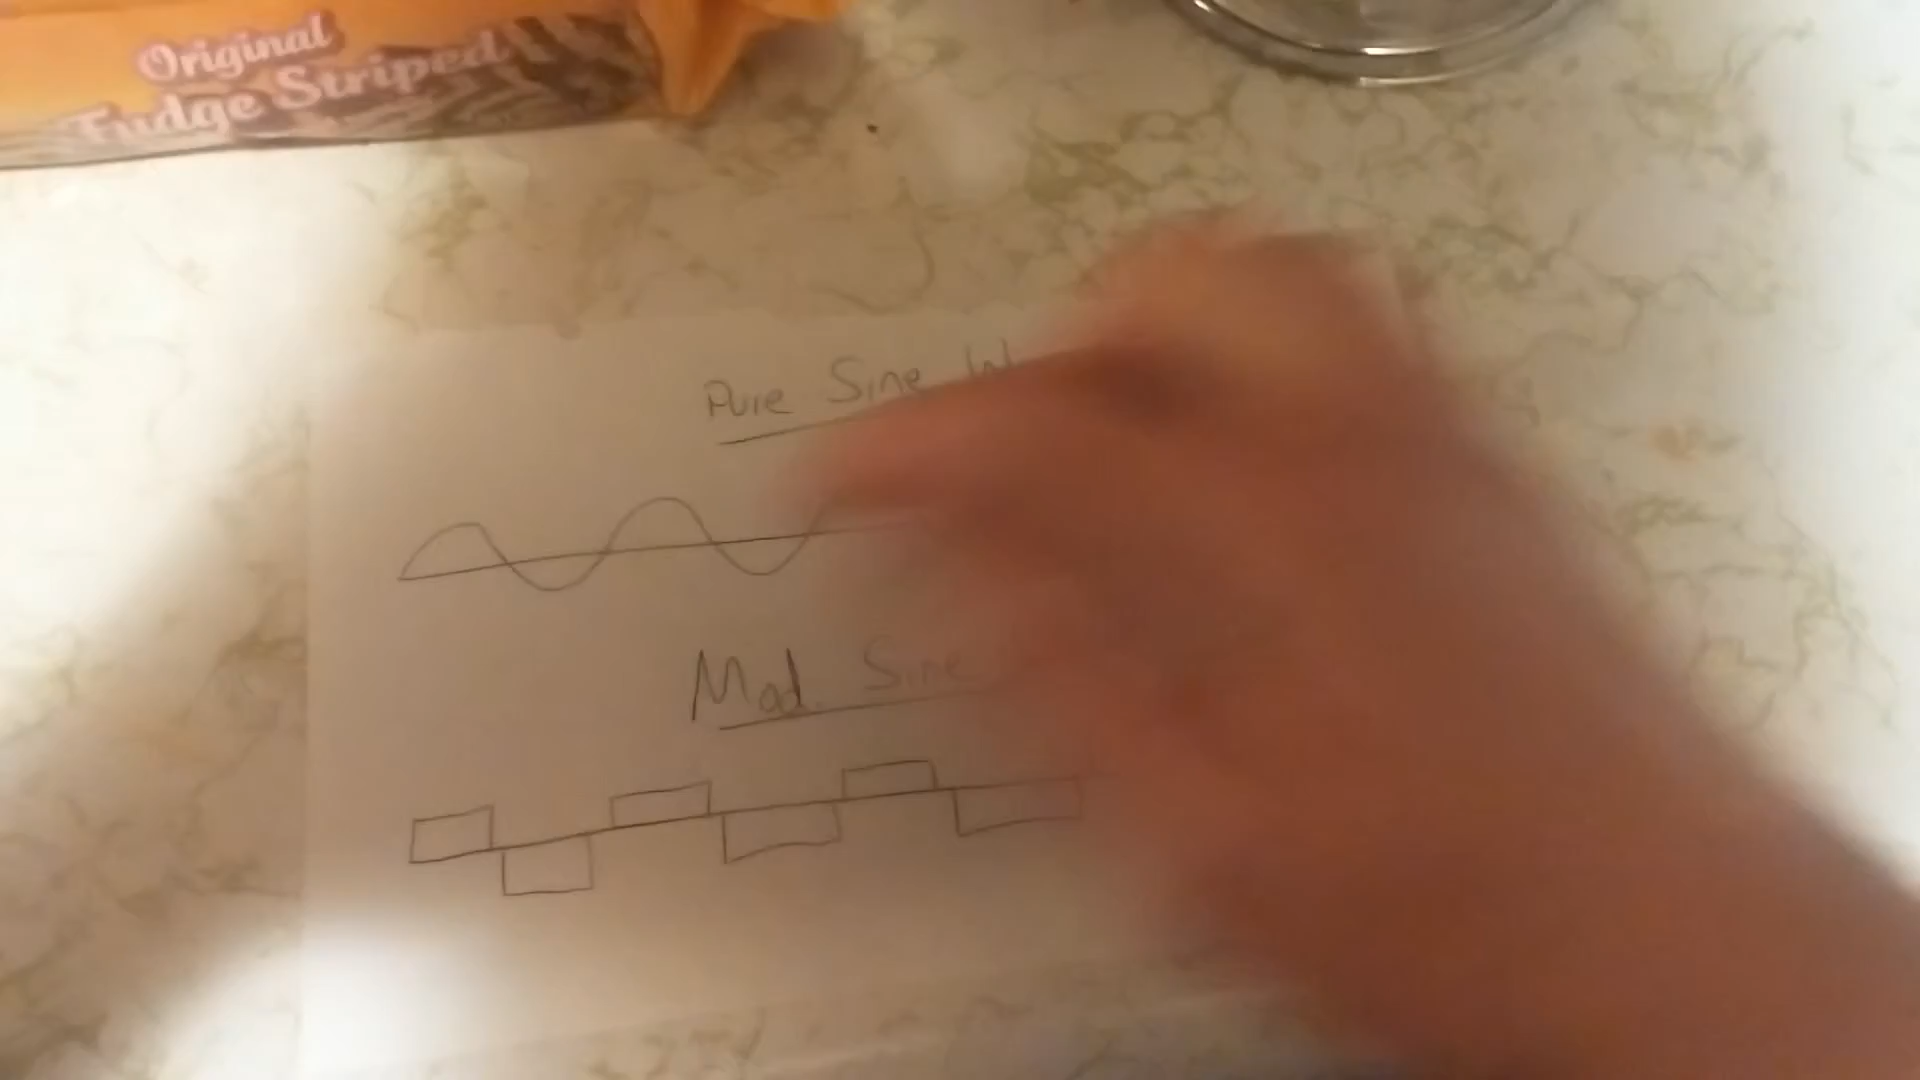 Original
Fudge Striped
Pure Sine
Mod. Sine